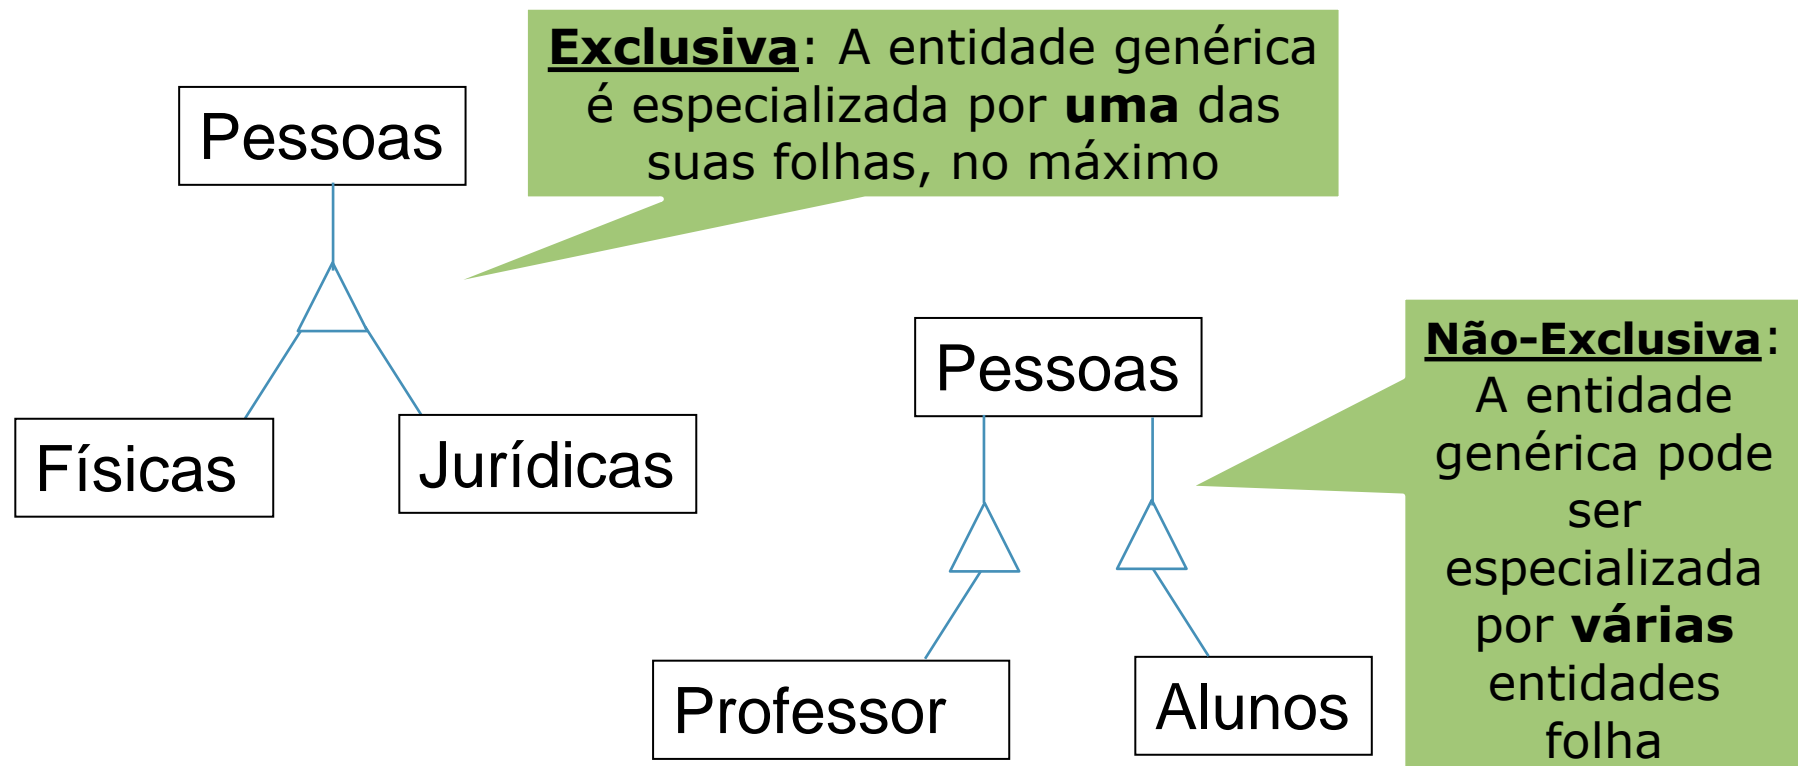 Exclusiva: A entidade genérica
é especializada por uma das
suas folhas, no máximo
Pessoas
Físicas
Jurídicas
Pessoas
Professor
Alunos
Não-Exclusiva:
A entidade
genérica pode
ser
especializada
por várias
entidades
folha